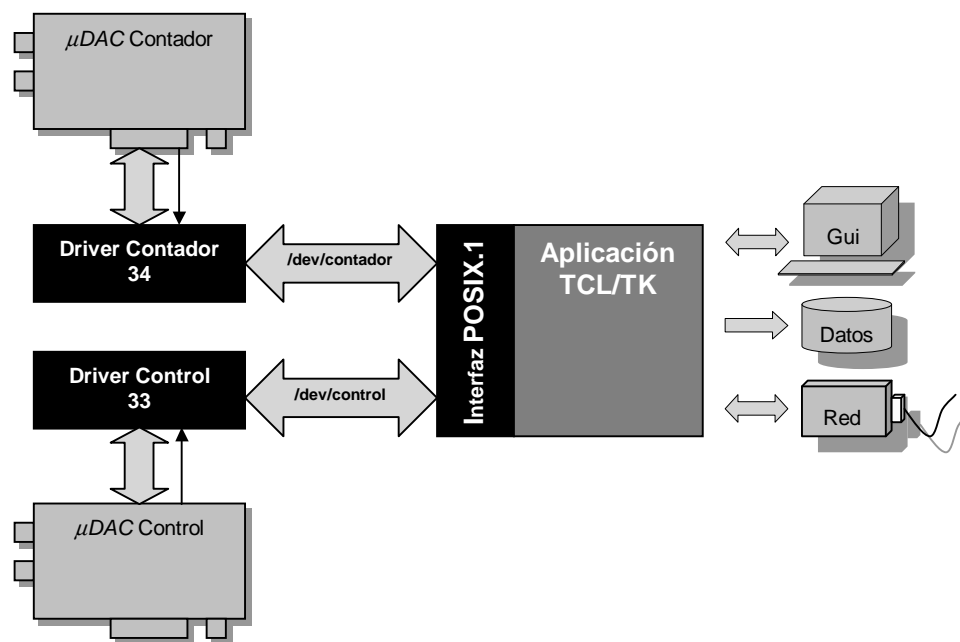 μDAC Contador
Driver Contador
34
/dev/contador
Driver Control
33
/dev/control
μDAC Control
Interfaz POSIX.1
Aplicación
TCL/TK
Gui
Datos
Red